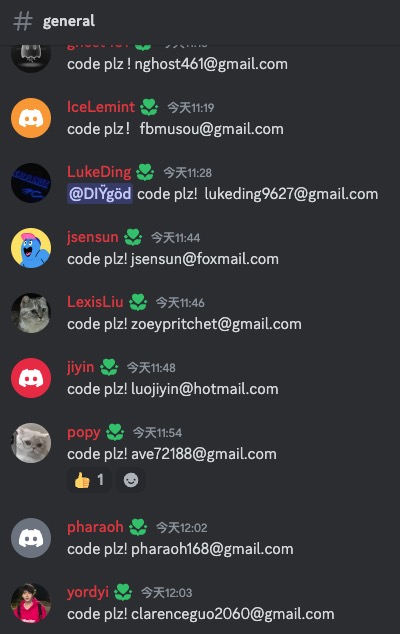 # general
code plz ! nghost461@gmail.com
IceLemint 今天11:19
code plz！ fbmusou@gmail.com
LukeDing 今天11:28
@DIŸgöd code plz! lukeding9627@gmail.com
jsensun 今天11:44
code plz! jsensun@foxmail.com
LexisLiu 今天11:46
code plz! zoeypritchet@gmail.com
jiyin 今天11:48
code plz! luojiyin@hotmail.com
popy 今天11:54
code plz! ave72188@gmail.com
1
pharaoh 今天12:02
code plz! pharaoh168@gmail.com
yordyi 今天12:03
code plz! clarenceguo2060@gmail.com